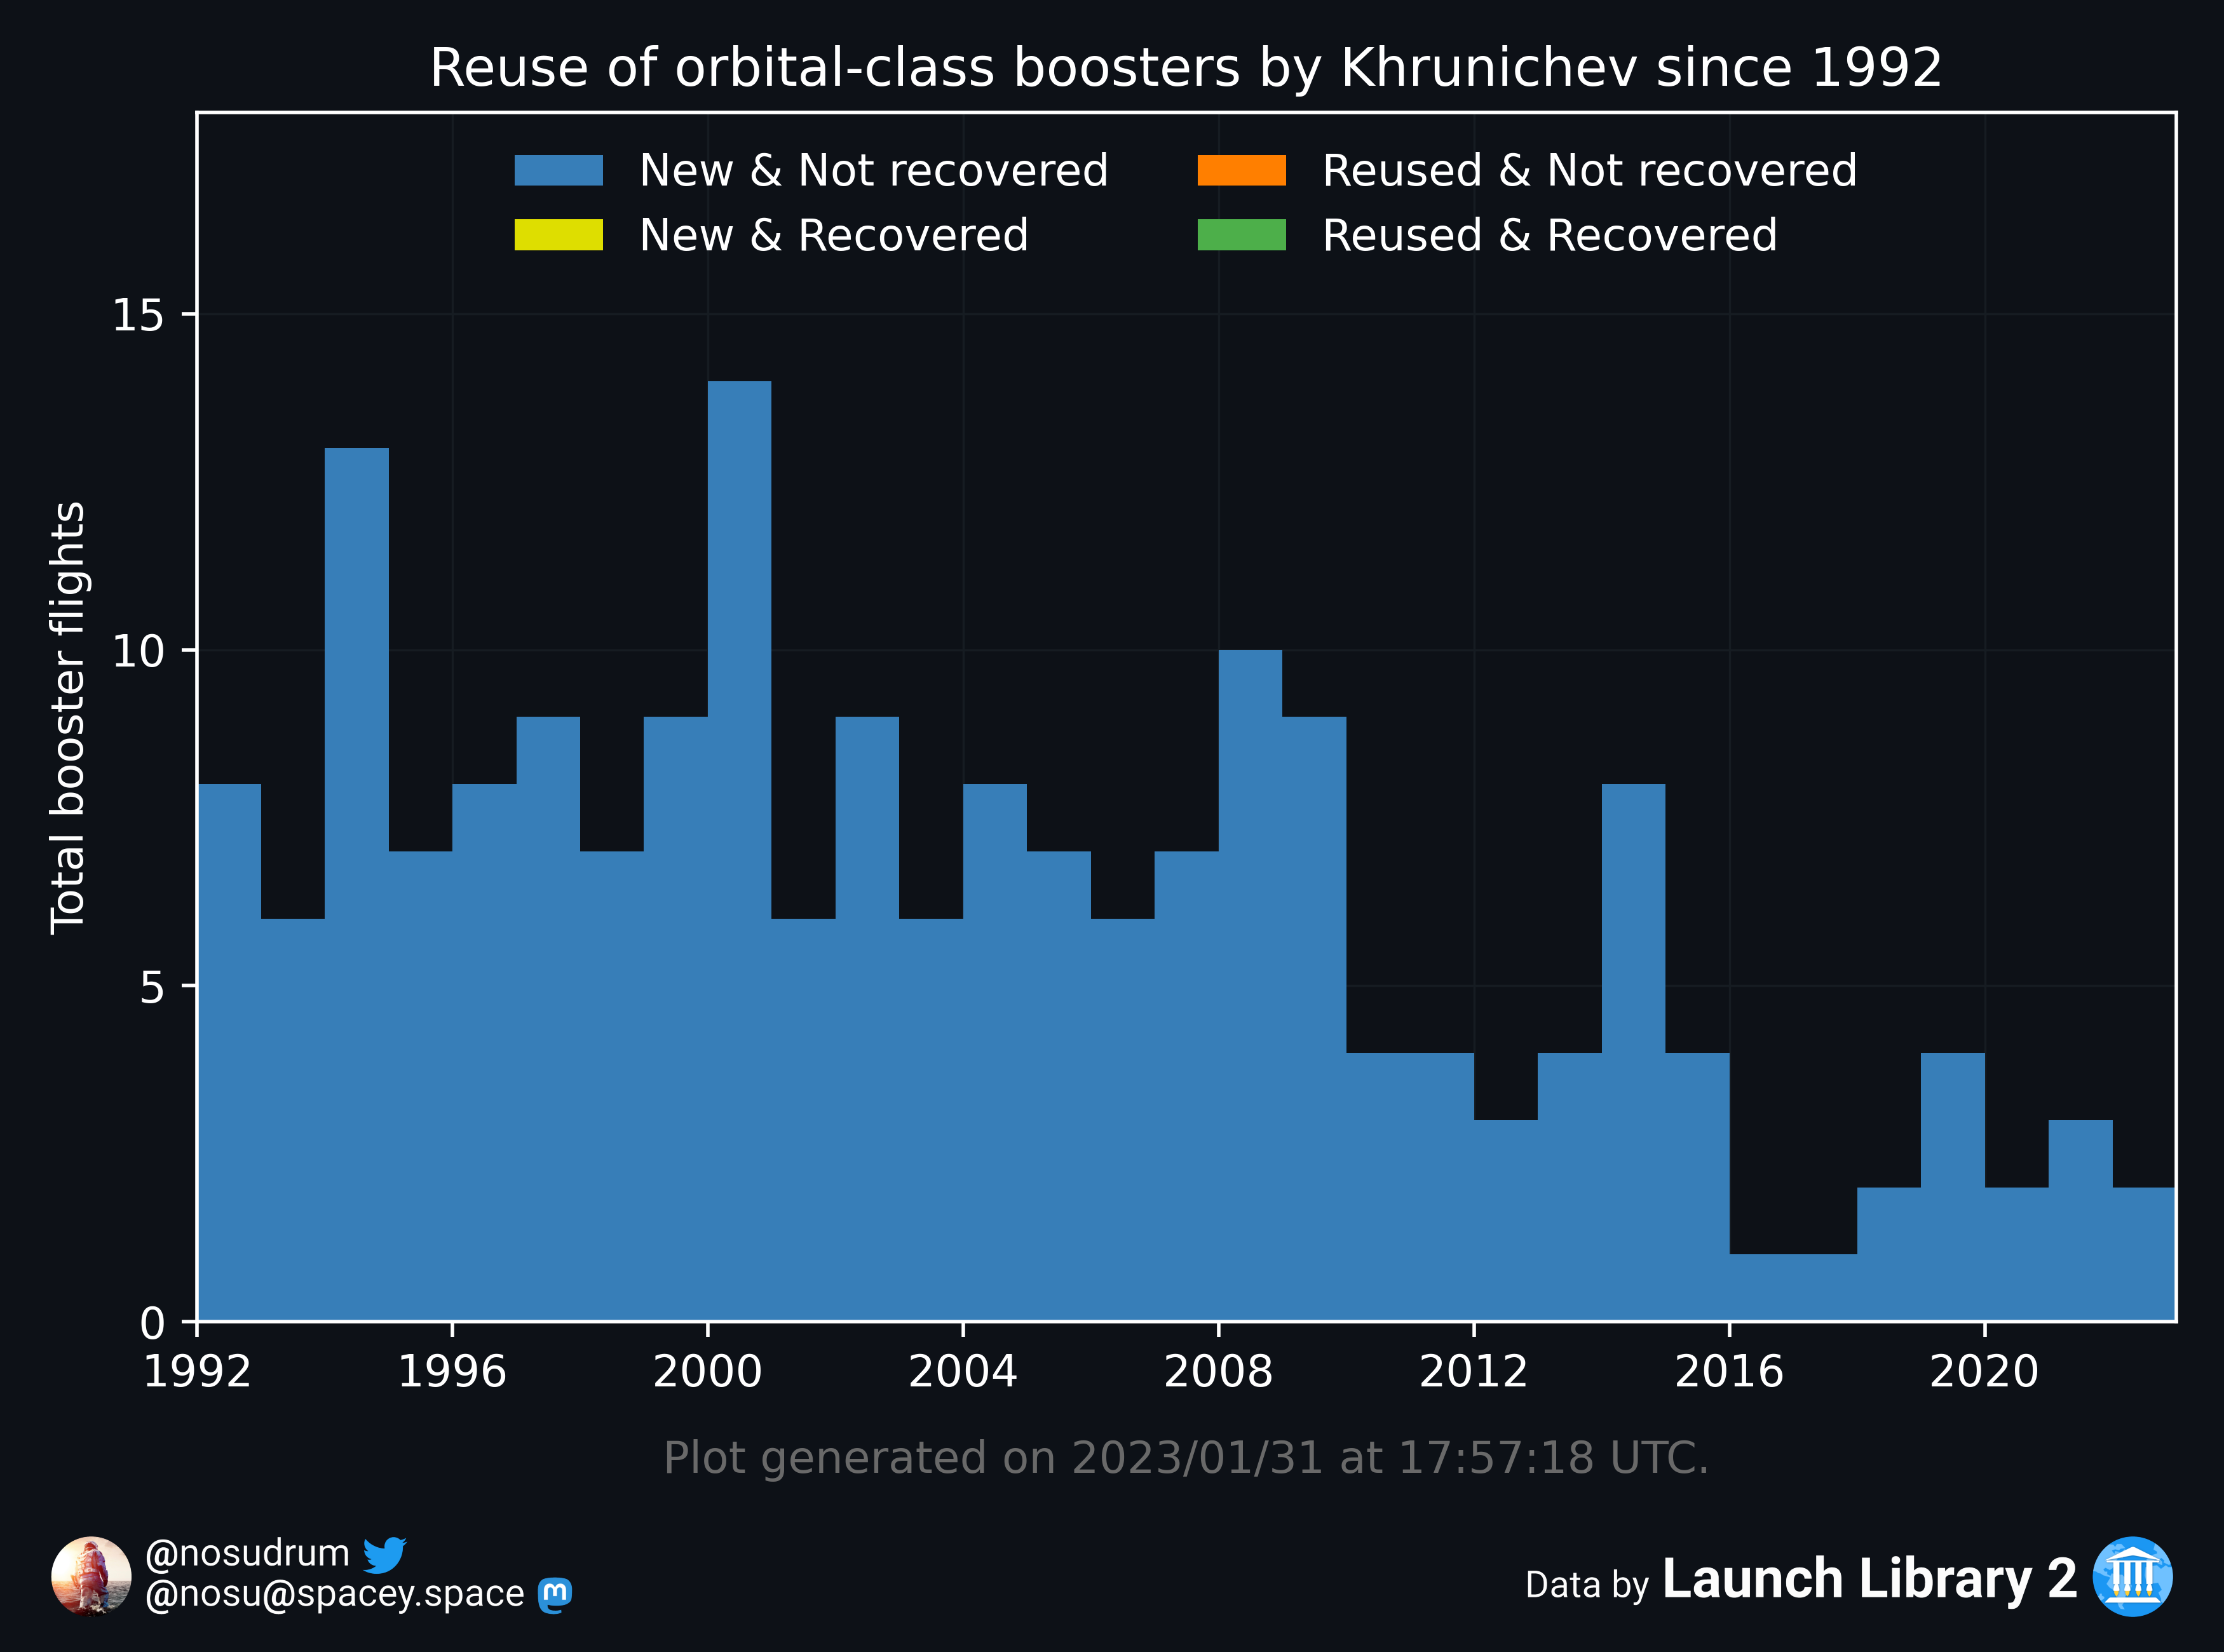 Reuse of orbital-class boosters by Khrunichev since 1992
New & Not recovered
New & Recovered
Reused & Not recovered
Reused & Recovered
Total booster flights
15
10
5
0
1992 1996 2000 2004 2008 2012 2016 2020
Plot generated on 2023/01/31 at 17:57:18 UTC.
@nosudrum
@nosu@spacey.space
Data by Launch Library 2